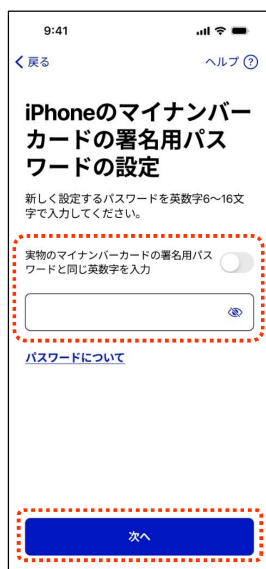 9:41
戻る
ヘルプ ?
iPhoneのマイナンバー
カードの署名用パス
ワードの設定
新しく設定するパスワードを英数字6〜16文
字で入力してください。
実物のマイナンバーカードの署名用パス
ワードと同じ英数字を入力
パスワードについて
次へ